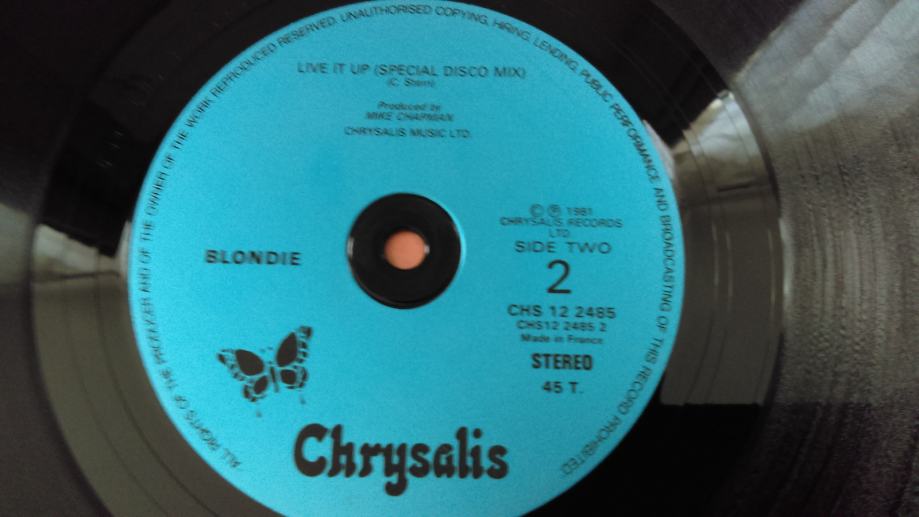 ALL RIGHTS OF THE PRODUCER AND OF THE OWNER OF THE WORK REPRODUCED RESERVED. UNAUTHORISED COPYING, HIRING, LENDING, PUBLIC PERFORMANCE AND BROADCASTING OF THIS RECORD PROHIBITED.
LIVE IT UP (SPECIAL DISCO MIX)
(C. Stein)
Produced by
MIKE CHAPMAN
CHRYSALIS MUSIC LTD.
BLONDIE
© ℗ 1981
CHRYSALIS RECORDS
LTD
SIDE TWO
2
CHS 12 2485
CHS12 2485 2
Made in France
STEREO
45 T.
Chrysalis